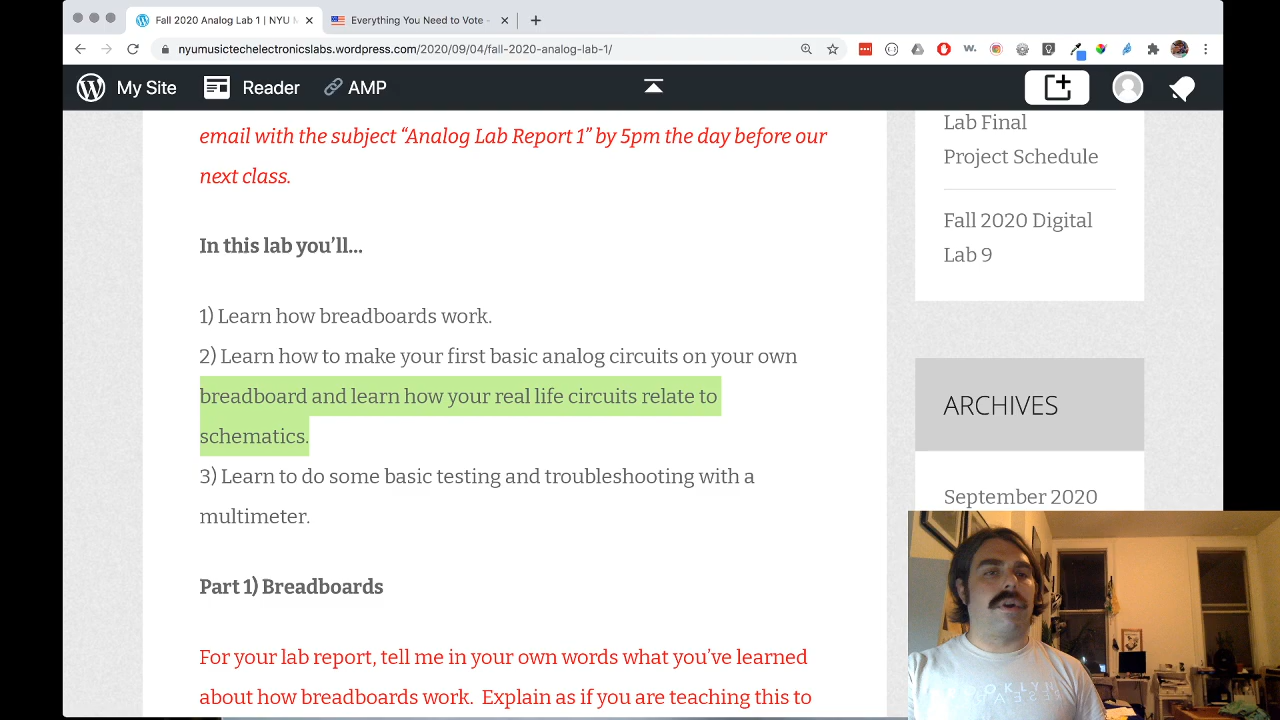 Fall 2020 Analog Lab 1 | NYU M
Everything You Need to Vote -
nyumusictechelectronicslabs.wordpress.com/2020/09/04/fall-2020-analog-lab-1/
My Site
Reader
AMP
email with the subject “Analog Lab Report 1” by 5pm the day before our
next class.
In this lab you’ll…
1) Learn how breadboards work.
2) Learn how to make your first basic analog circuits on your own
breadboard and learn how your real life circuits relate to
schematics.
3) Learn to do some basic testing and troubleshooting with a
multimeter.
Part 1) Breadboards
For your lab report, tell me in your own words what you’ve learned
about how breadboards work. Explain as if you are teaching this to
Lab Final
Project Schedule
Fall 2020 Digital
Lab 9
ARCHIVES
September 2020